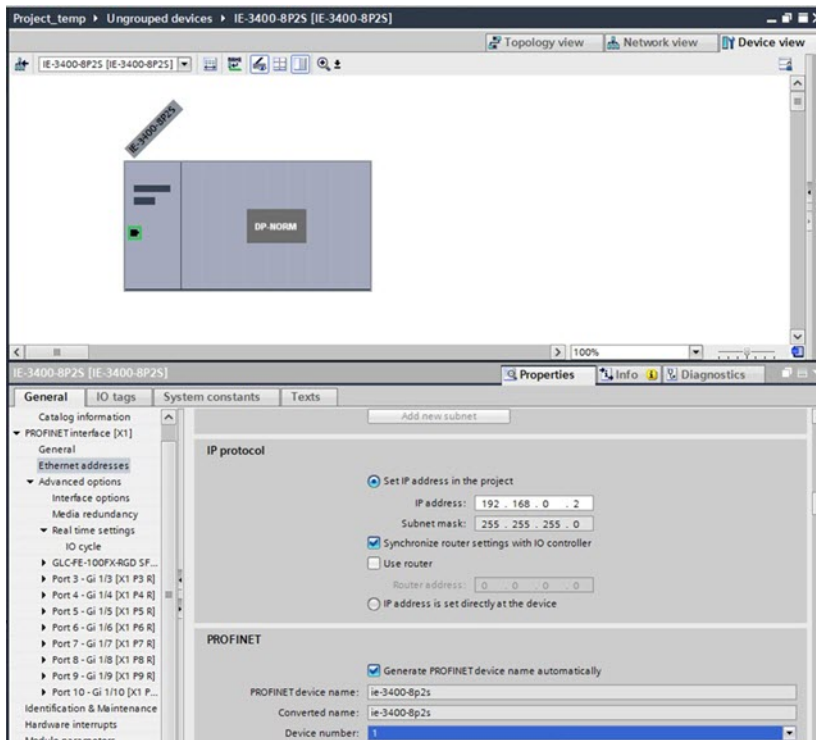 Project_temp ▸ Ungrouped devices ▸ IE-3400-8P2S [IE-3400-8P2S]
Topology view Network view Device view
IE-3400-8P2S [IE-3400-8P2S]
IE-3400-8P2S
DP-NORM
100%
IE-3400-8P2S [IE-3400-8P2S]
Properties Info Diagnostics
General IO tags System constants Texts
Catalog information
Add new subnet
PROFINET interface [X1]
General
IP protocol
Ethernet addresses
Advanced options
Set IP address in the project
Interface options
IP address: 192 . 168 . 0 . 2
Media redundancy
Subnet mask: 255 . 255 . 255 . 0
Real time settings
Synchronize router settings with IO controller
IO cycle
Use router
GLC-FE-100FX-RGD SF...
Router address: 0 . 0 . 0 . 0
Port 3 - Gi 1/3 [X1 P3 R]
Port 4 - Gi 1/4 [X1 P4 R]
IP address is set directly at the device
Port 5 - Gi 1/5 [X1 P5 R]
Port 6 - Gi 1/6 [X1 P6 R]
PROFINET
Port 7 - Gi 1/7 [X1 P7 R]
Port 8 - Gi 1/8 [X1 P8 R]
Generate PROFINET device name automatically
Port 9 - Gi 1/9 [X1 P9 R]
Port 10 - Gi 1/10 [X1 P...
PROFINET device name: ie-3400-8p2s
Identification & Maintenance
Converted name: ie-3400-8p2s
Hardware interrupts
Device number: 1